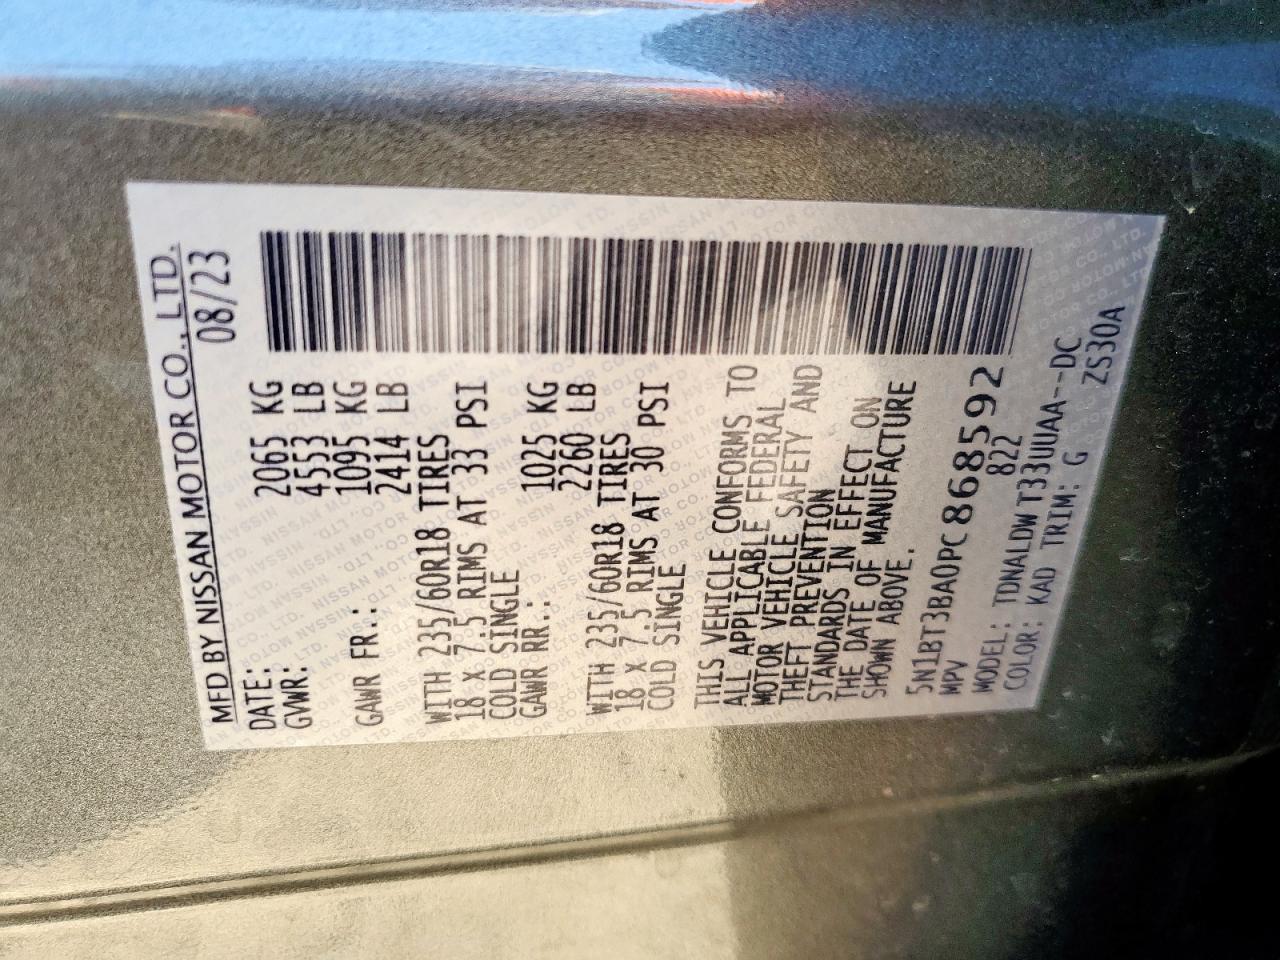 MFD BY NISSAN MOTOR CO., LTD.
DATE: 08/23
GVWR: 2065 KG
4553 LB
GAWR FR.: 1095 KG
2414 LB
WITH 235/60R18 TIRES
18 X 7.5 RIMS AT 33 PSI
COLD SINGLE
GAWR RR.: 1025 KG
2260 LB
WITH 235/60R18 TIRES
18 X 7.5 RIMS AT 30 PSI
COLD SINGLE
THIS VEHICLE CONFORMS TO
ALL APPLICABLE FEDERAL
MOTOR VEHICLE SAFETY AND
THEFT PREVENTION
STANDARDS IN EFFECT ON
THE DATE OF MANUFACTURE
SHOWN ABOVE.
5N1BT3BA0PC868592
MPV 822
MODEL: TDNALDW T33UUAA--DC
COLOR: KAD TRIM: G ZS30A